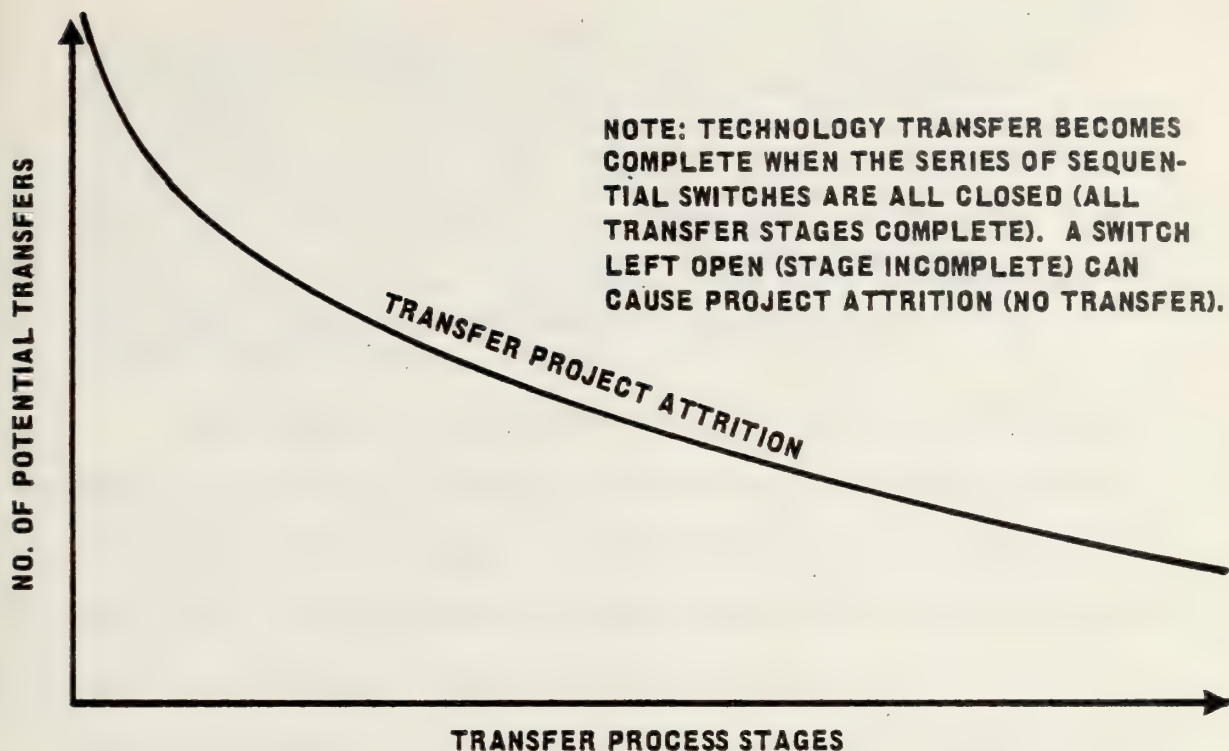 NO. OF POTENTIAL TRANSFERS
NOTE: TECHNOLOGY TRANSFER BECOMES
COMPLETE WHEN THE SERIES OF SEQUEN-
TIAL SWITCHES ARE ALL CLOSED (ALL
TRANSFER STAGES COMPLETE). A SWITCH
LEFT OPEN (STAGE INCOMPLETE) CAN
CAUSE PROJECT ATTRITION (NO TRANSFER).
TRANSFER PROJECT ATTRITION
TRANSFER PROCESS STAGES